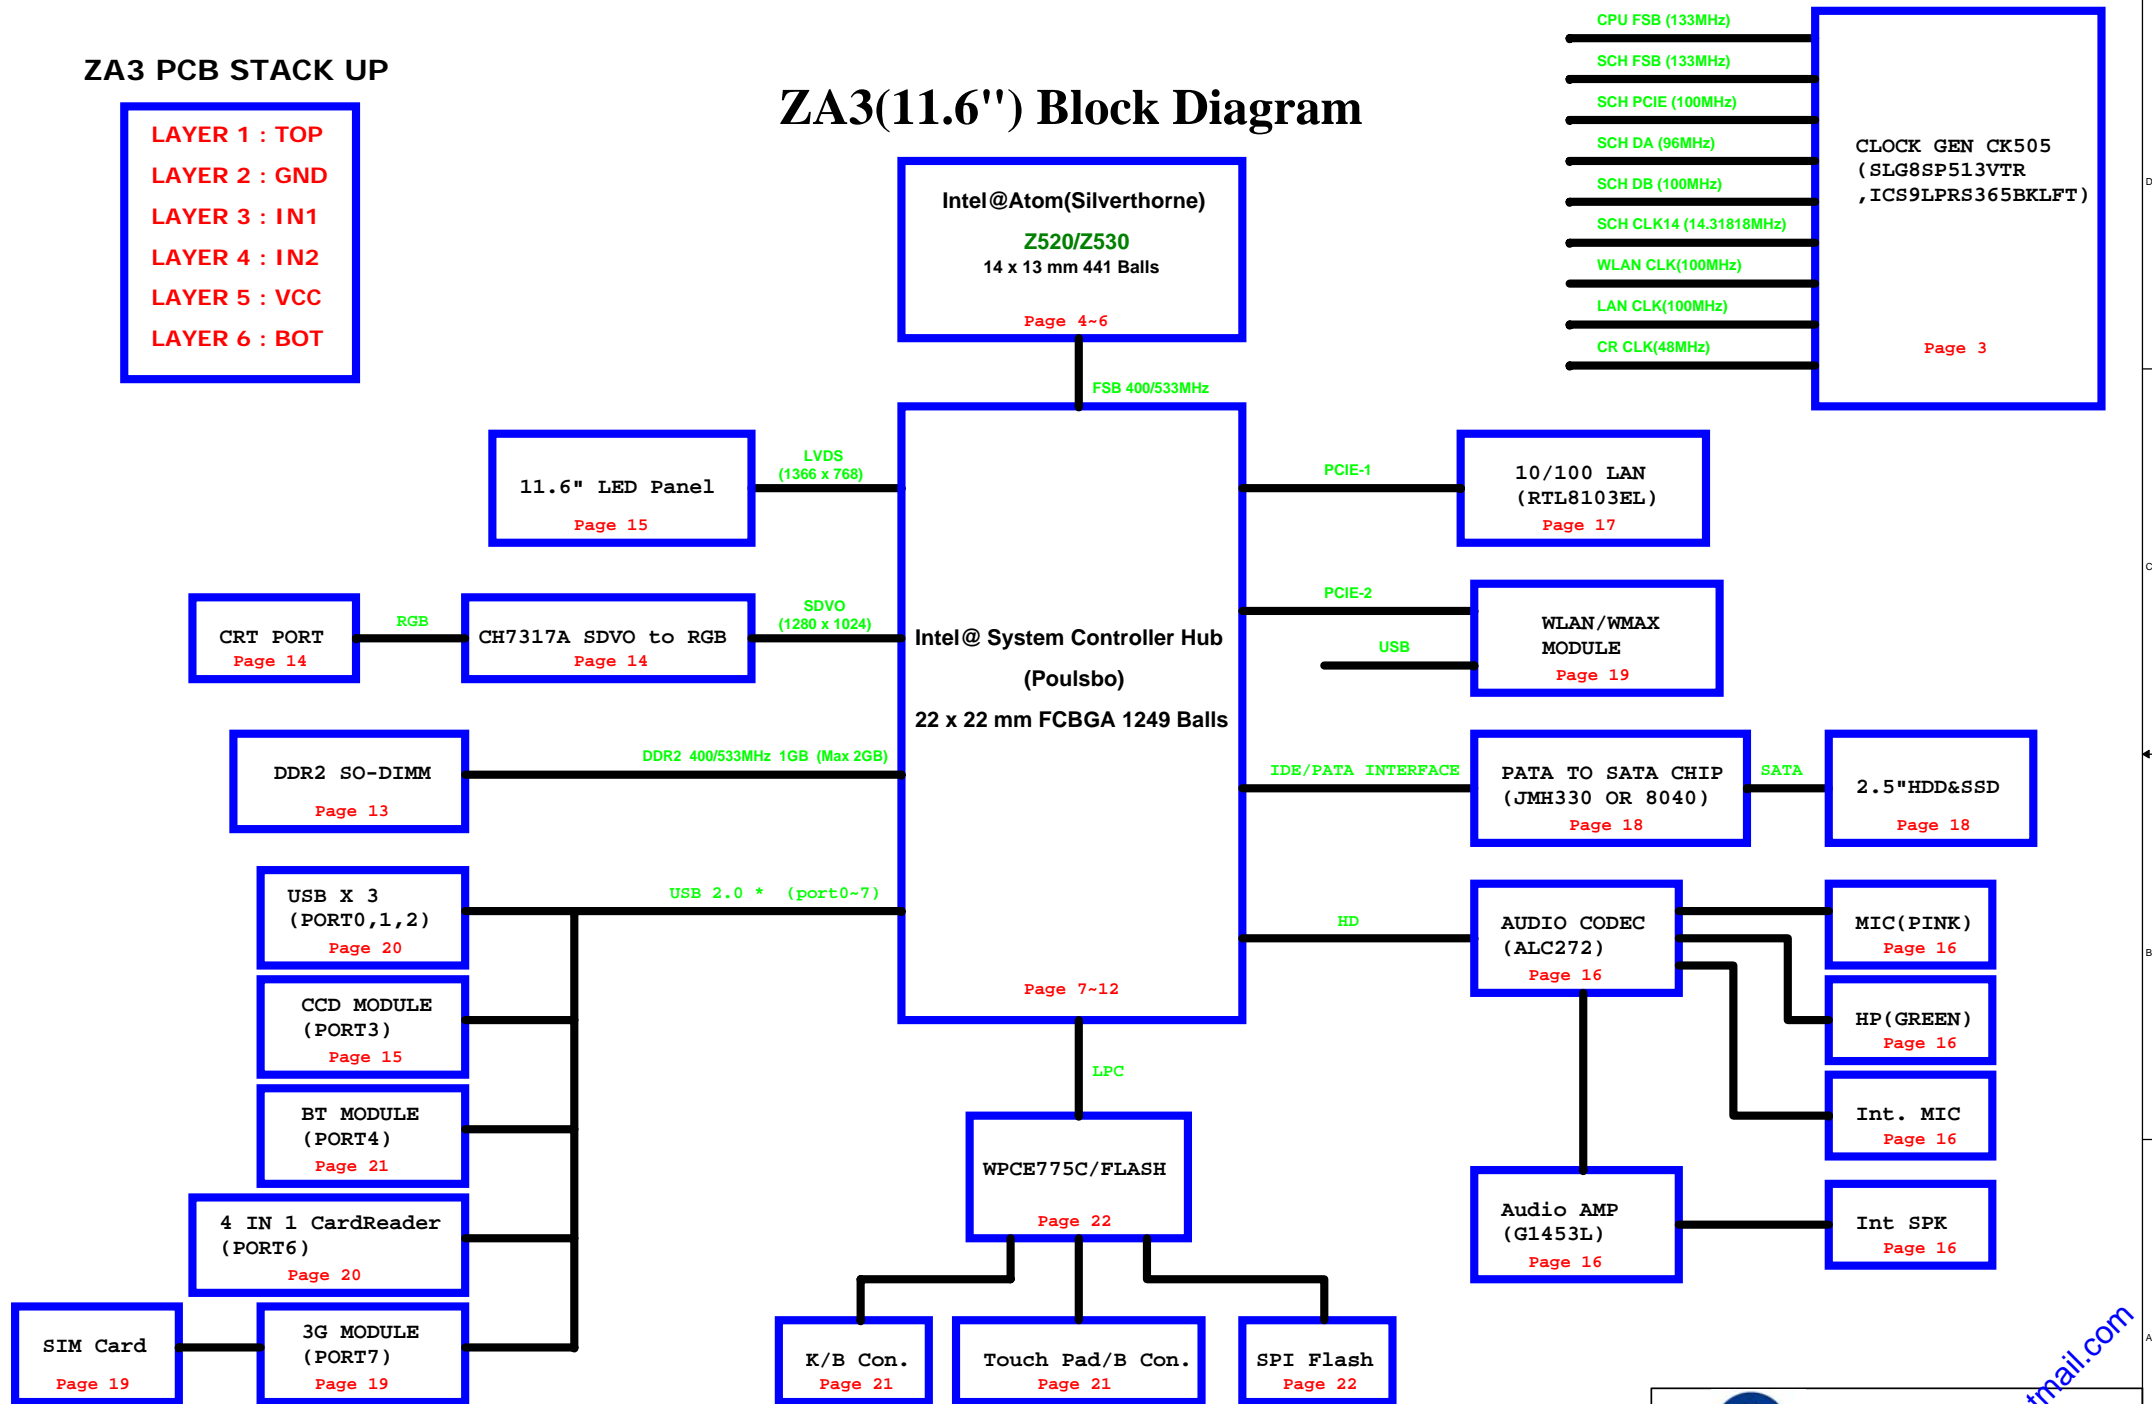 ZA3 PCB STACK UP
LAYER 1 : TOP
LAYER 2 : GND
LAYER 3 : IN1
LAYER 4 : IN2
LAYER 5 : VCC
LAYER 6 : BOT
ZA3(11.6'') Block Diagram
CPU FSB (133MHz)
SCH FSB (133MHz)
SCH PCIE (100MHz)
SCH DA (96MHz)
SCH DB (100MHz)
SCH CLK14 (14.31818MHz)
WLAN CLK(100MHz)
LAN CLK(100MHz)
CR CLK(48MHz)
CLOCK GEN CK505
(SLG8SP513VTR
,ICS9LPRS365BKLFT)
Page 3
Intel@Atom(Silverthorne)
Z520/Z530
14 x 13 mm 441 Balls
Page 4~6
FSB 400/533MHz
Intel@ System Controller Hub
(Poulsbo)
22 x 22 mm FCBGA 1249 Balls
Page 7~12
11.6" LED Panel
Page 15
LVDS
(1366 x 768)
CRT PORT
Page 14
RGB
CH7317A SDVO to RGB
Page 14
SDVO
(1280 x 1024)
DDR2 SO-DIMM
Page 13
DDR2 400/533MHz 1GB (Max 2GB)
USB X 3
(PORT0,1,2)
Page 20
USB 2.0 * (port0~7)
CCD MODULE
(PORT3)
Page 15
BT MODULE
(PORT4)
Page 21
4 IN 1 CardReader
(PORT6)
Page 20
SIM Card
Page 19
3G MODULE
(PORT7)
Page 19
PCIE-1
10/100 LAN
(RTL8103EL)
Page 17
PCIE-2
USB
WLAN/WMAX
MODULE
Page 19
IDE/PATA INTERFACE
PATA TO SATA CHIP
(JMH330 OR 8040)
Page 18
SATA
2.5"HDD&SSD
Page 18
HD
AUDIO CODEC
(ALC272)
Page 16
MIC(PINK)
Page 16
HP(GREEN)
Page 16
Int. MIC
Page 16
Audio AMP
(G1453L)
Page 16
Int SPK
Page 16
LPC
WPCE775C/FLASH
Page 22
K/B Con.
Page 21
Touch Pad/B Con.
Page 21
SPI Flash
Page 22
D
C
B
A
tmail.com